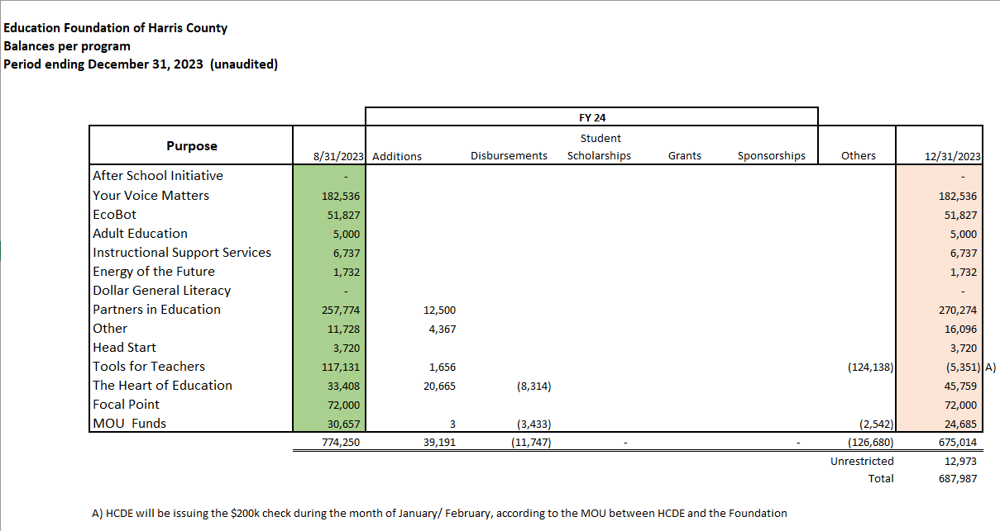 Education Foundation of Harris County
Balances per program
Period ending December 31, 2023 (unaudited)
FY 24
Student
Purpose 8/31/2023 Additions Disbursements Scholarships Grants Sponsorships Others 12/31/2023
After School Initiative - -
Your Voice Matters 182,536 182,536
EcoBot 51,827 51,827
Adult Education 5,000 5,000
Instructional Support Services 6,737 6,737
Energy of the Future 1,732 1,732
Dollar General Literacy - -
Partners in Education 257,774 12,500 270,274
Other 11,728 4,367 16,096
Head Start 3,720 3,720
Tools for Teachers 117,131 1,656 (124,138) (5,351) A)
The Heart of Education 33,408 20,665 (8,314) 45,759
Focal Point 72,000 72,000
MOU Funds 30,657 3 (3,433) (2,542) 24,685
774,250 39,191 (11,747) - - (126,680) 675,014
Unrestricted 12,973
Total 687,987
A) HCDE will be issuing the $200k check during the month of January/ February, according to the MOU between HCDE and the Foundation